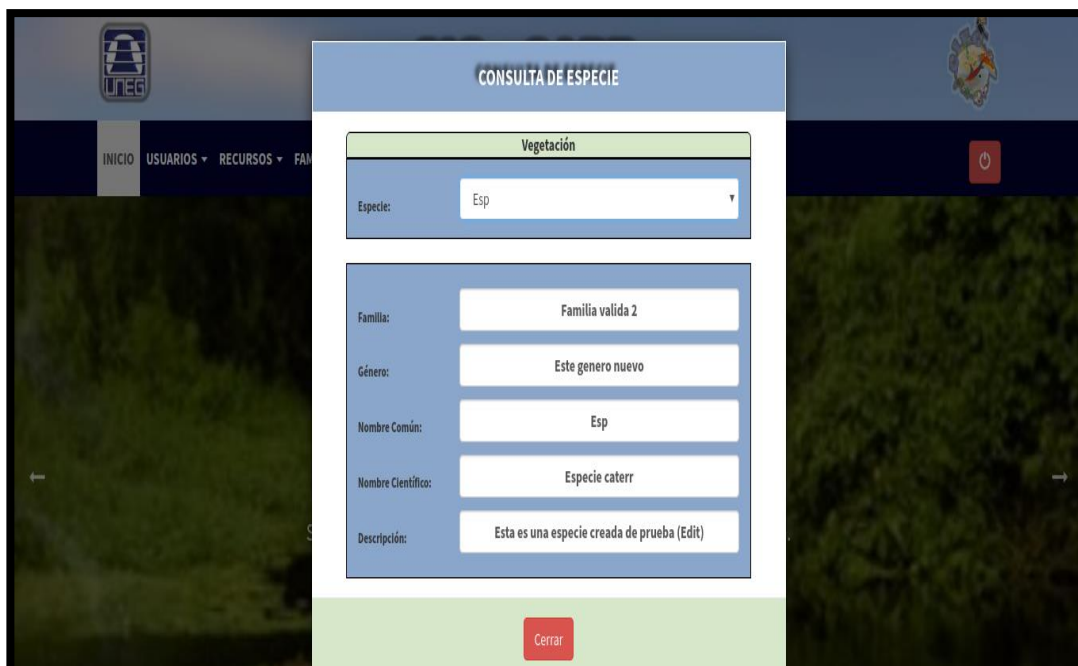 UNEG
CONSULTA DE ESPECIE
INICIO USUARIOS RECURSOS FAM
Vegetación
Especie: Esp
Familia: Familia valida 2
Género: Este genero nuevo
Nombre Común: Esp
Nombre Científico: Especie caterr
Descripción: Esta es una especie creada de prueba (Edit)
Cerrar